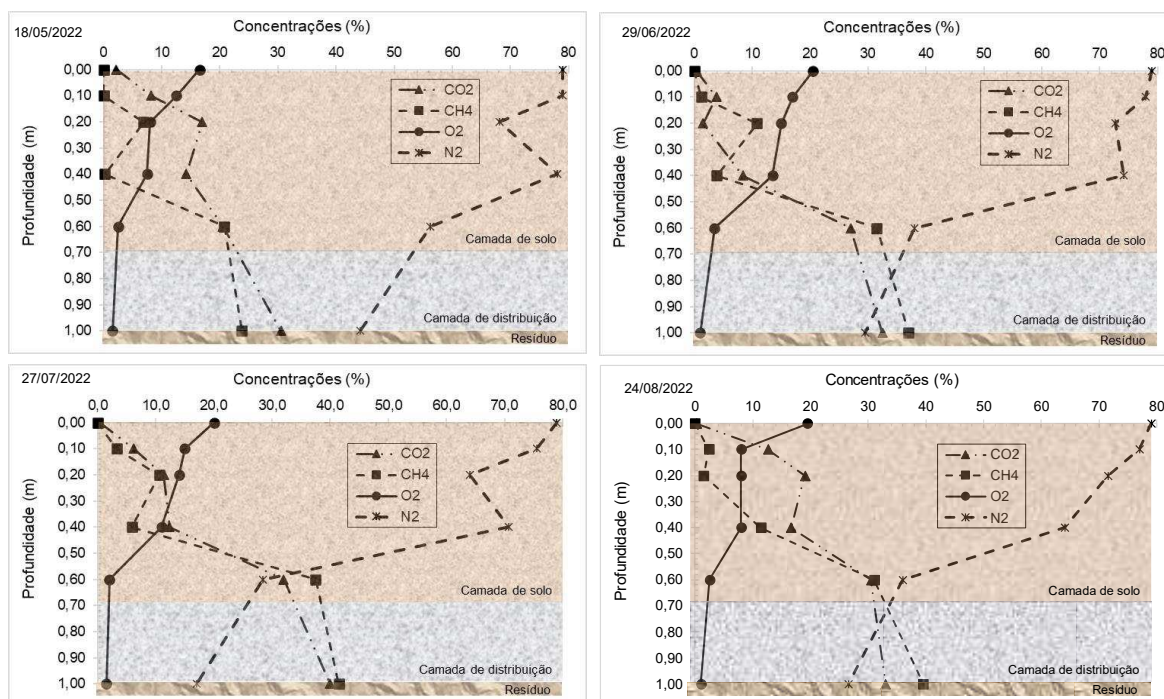 Concentrações (%)
18/05/2022
0 10 20 30 40 50 60 70 80
0,00
0,10
0,20
0,30
0,40
0,50
0,60
0,70
0,80
0,90
1,00
Profundidade (m)
CO2
CH4
O2
N2
Camada de solo
Camada de distribuição
Resíduo
Concentrações (%)
29/06/2022
0 10 20 30 40 50 60 70 80
0,00
0,10
0,20
0,30
0,40
0,50
0,60
0,70
0,80
0,90
1,00
Profundidade (m)
CO2
CH4
O2
N2
Camada de solo
Camada de distribuição
Resíduo
27/07/2022
Concentrações (%)
0,0 10,0 20,0 30,0 40,0 50,0 60,0 70,0 80,0
0,00
0,10
0,20
0,30
0,40
0,50
0,60
0,70
0,80
0,90
1,00
Profundidade (m)
CO2
CH4
O2
N2
Camada de solo
Camada de distribuição
Resíduo
Concentrações (%)
24/08/2022
0 10 20 30 40 50 60 70 80
0,00
0,10
0,20
0,30
0,40
0,50
0,60
0,70
0,80
0,90
1,00
Profundidade (m)
CO2
CH4
O2
N2
Camada de solo
Camada de distribuição
Resíduo